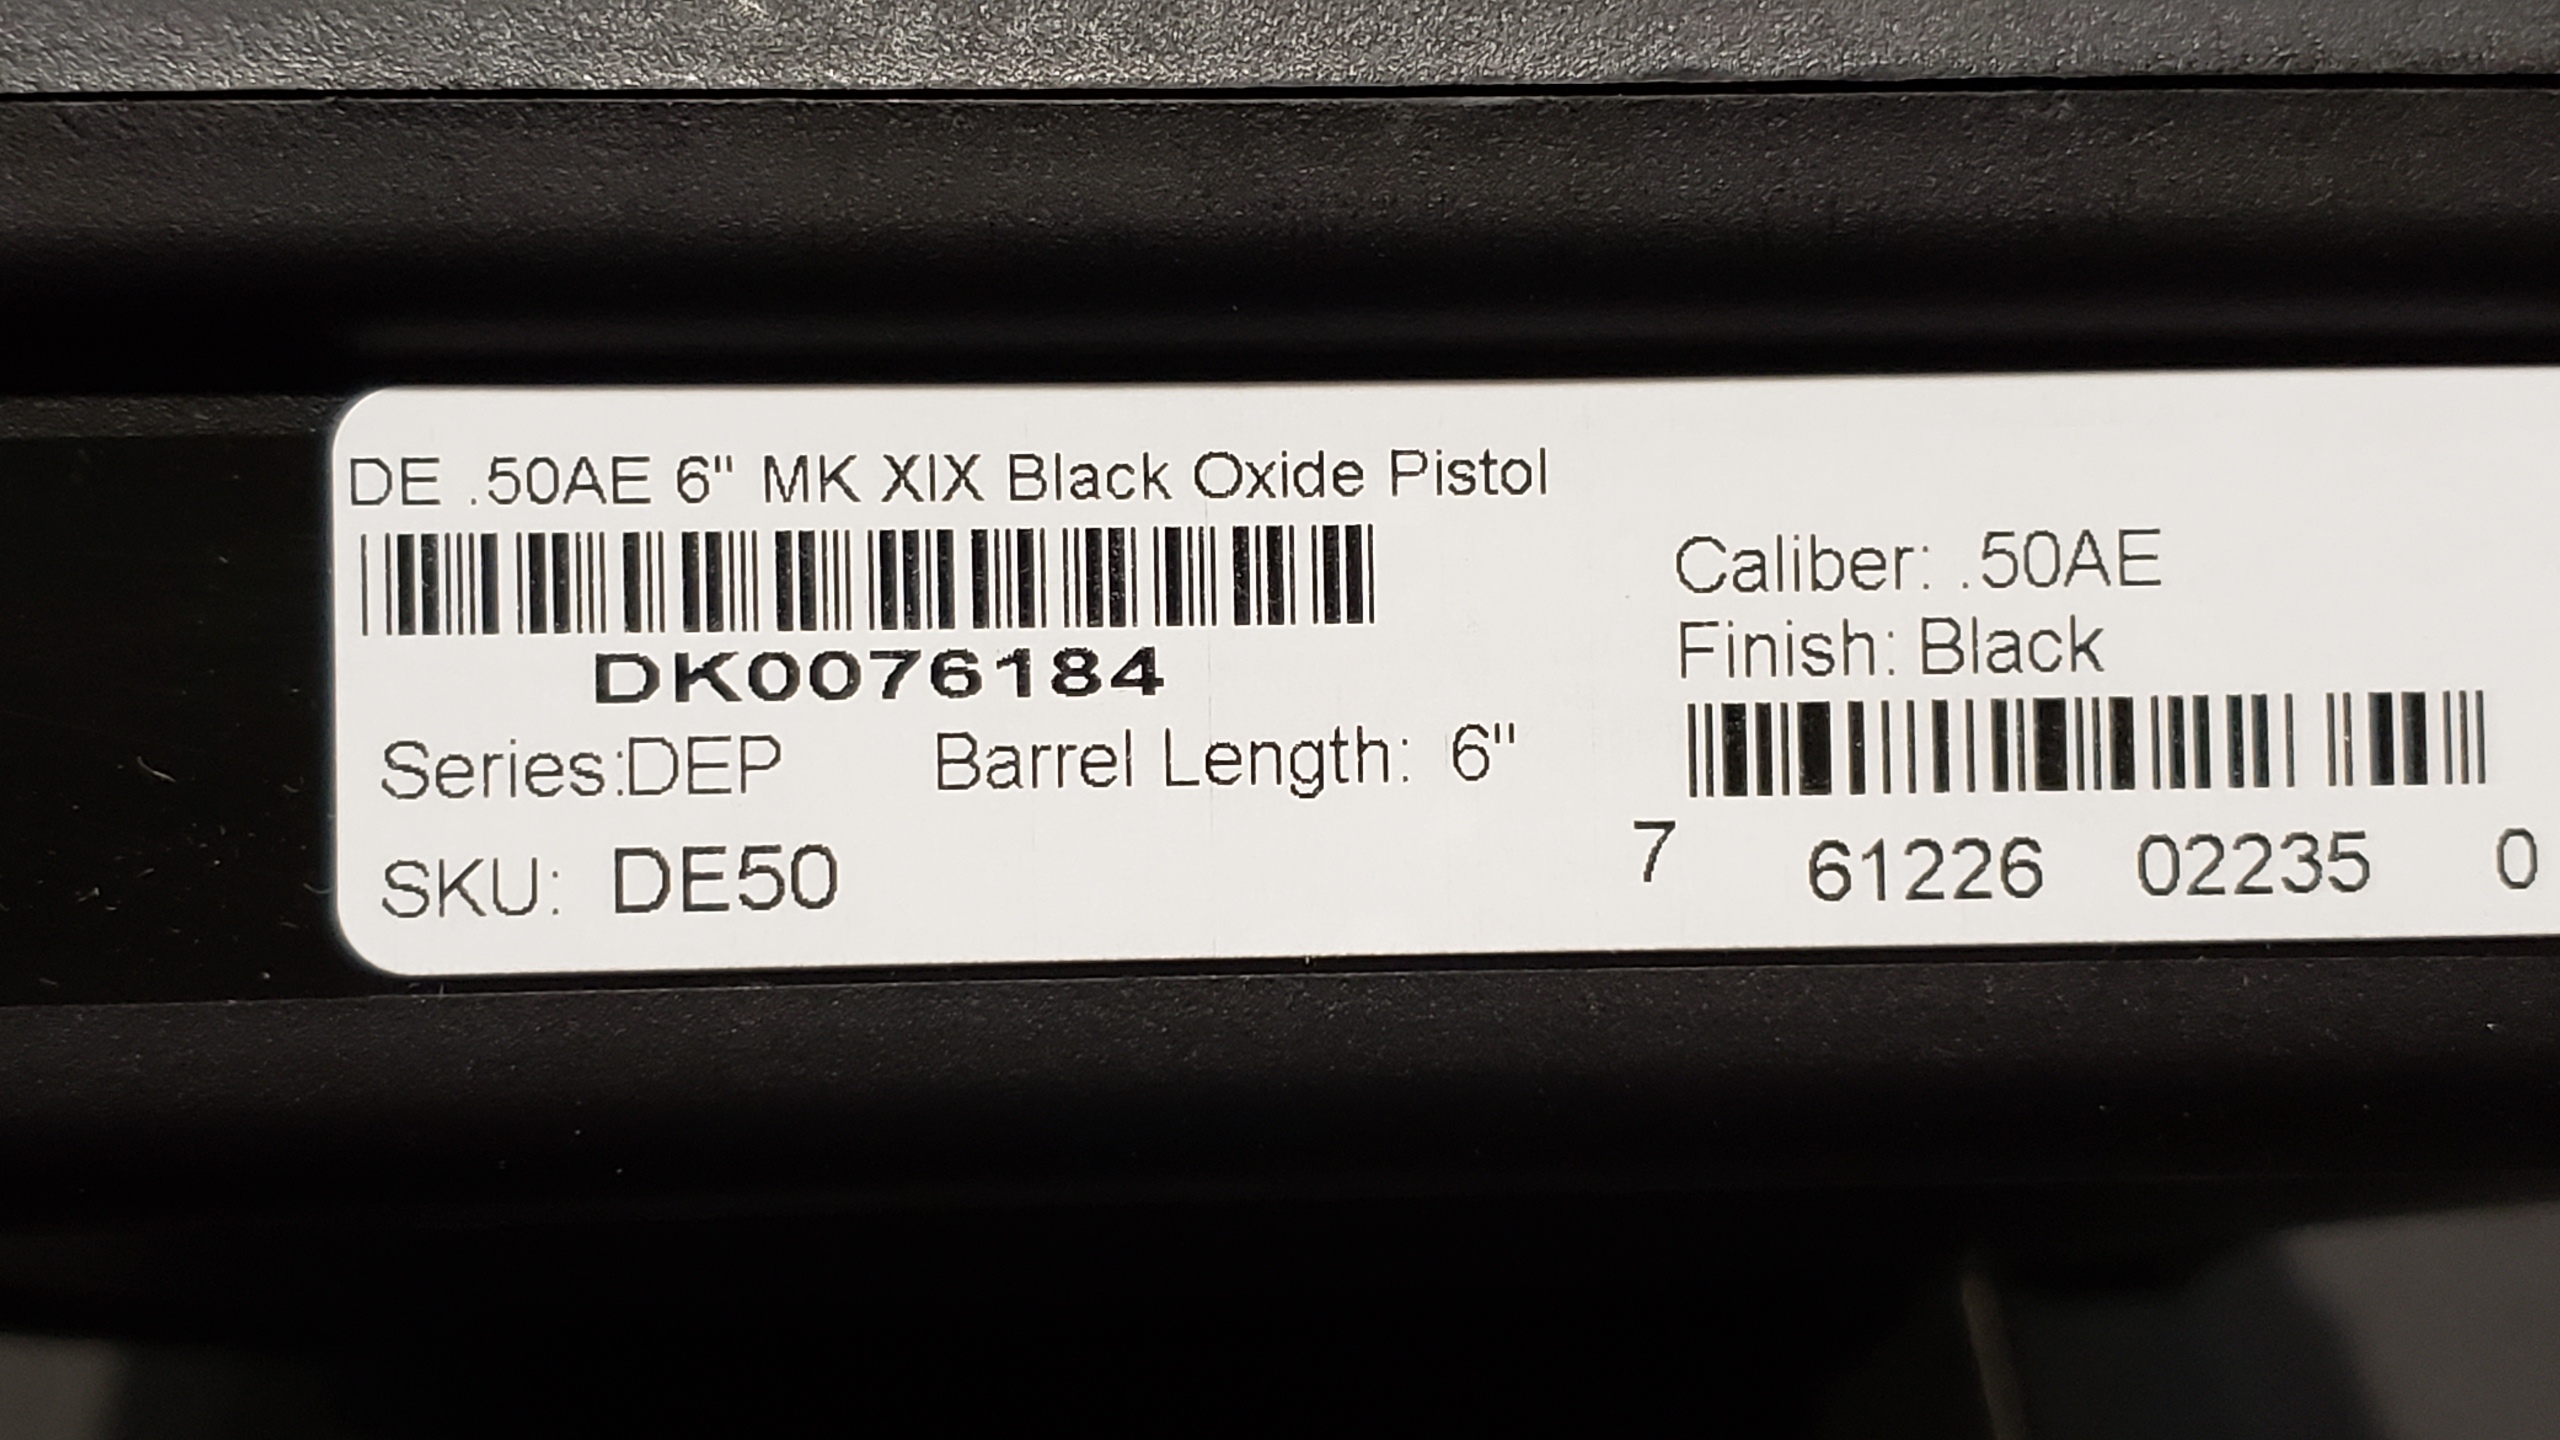 DE .50AE 6" MK XIX Black Oxide Pistol
DK0076184
Series:DEP Barrel Length: 6"
SKU: DE50
Caliber: .50AE
Finish: Black
7 61226 02235 0